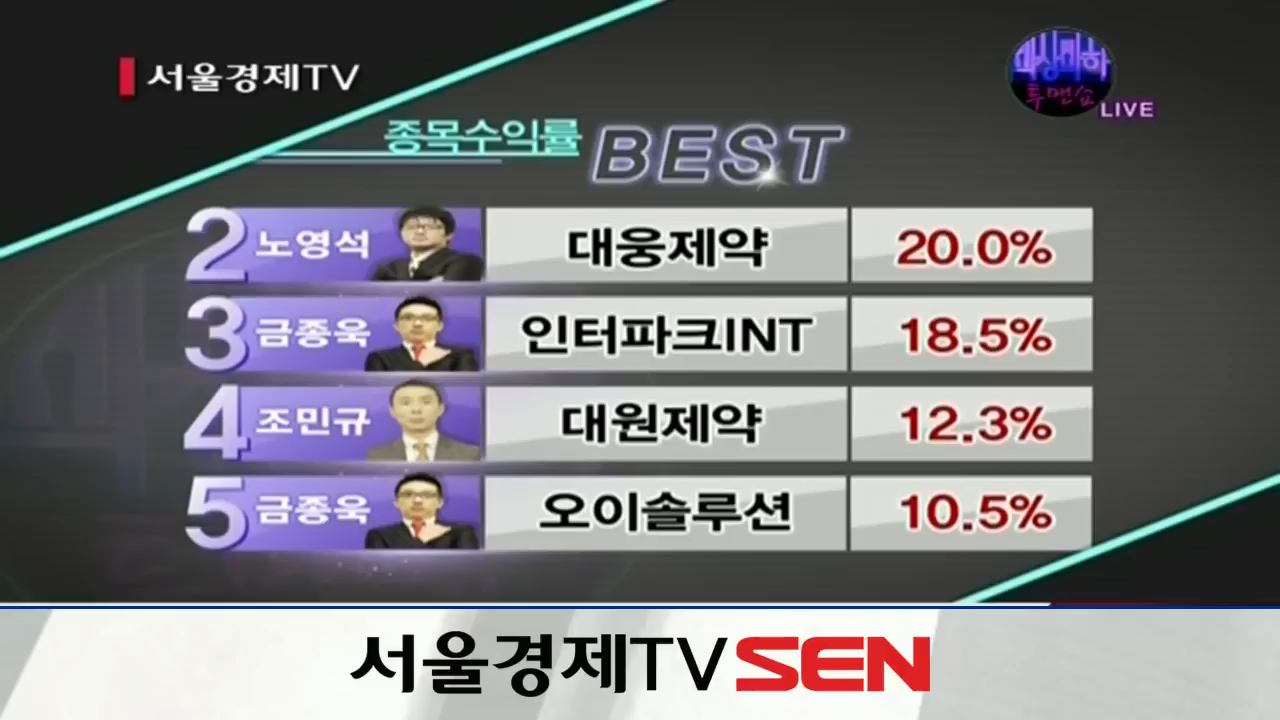 서울경제TV
LIVE
종목수익률 BEST
2 노영석 대웅제약 20.0%
3 금종욱 인터파크INT 18.5%
4 조민규 대원제약 12.3%
5 금종욱 오이솔루션 10.5%
서울경제TV SEN